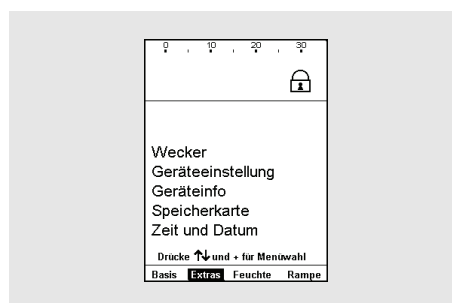 0 10 20 30
Wecker
Geräteeinstellung
Geräteinfo
Speicherkarte
Zeit und Datum
Drücke ↑↓ und + für Menüwahl
Basis Extras Feuchte Rampe